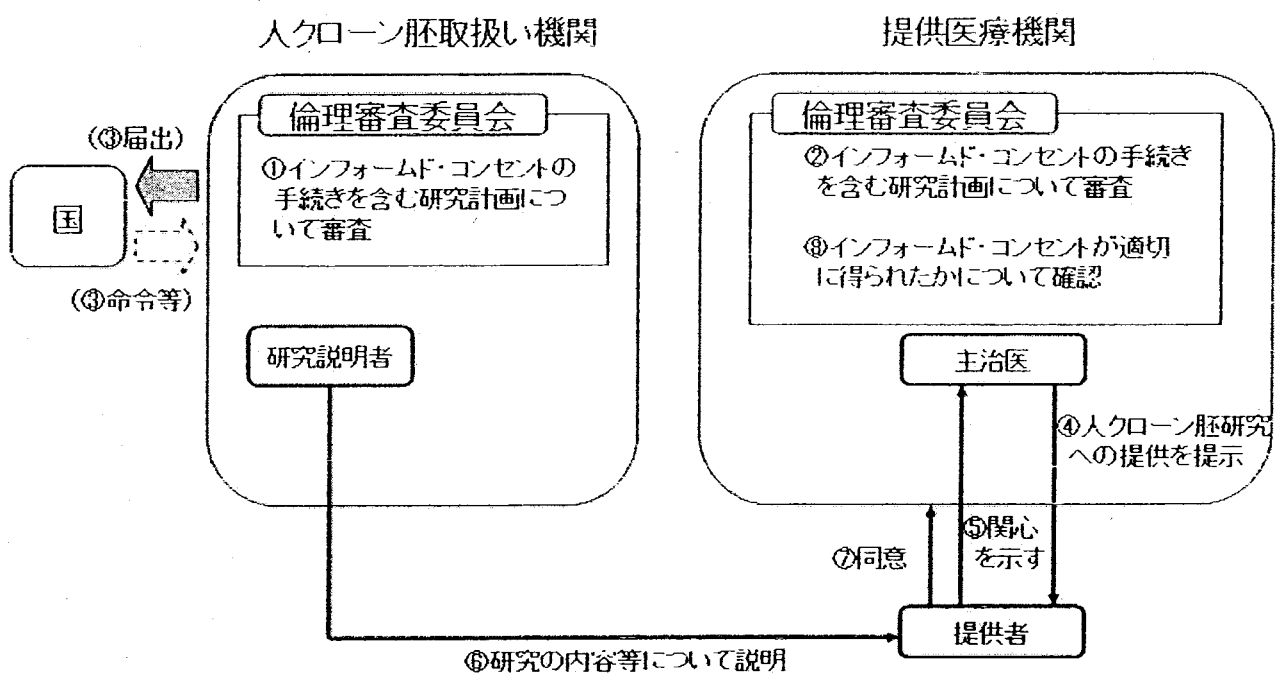 人クローン胚取扱い機関
倫理審査委員会
①インフォームド・コンセントの
手続きを含む研究計画につ
いて審査
(③届出)
国
(③命令等)
研究説明者
提供医療機関
倫理審査委員会
②インフォームド・コンセントの手続き
を含む研究計画について審査
⑧インフォームド・コンセントが適切
に得られたかについて確認
主治医
④人クローン胚研究
への提供を提示
⑤関心
を示す
⑦同意
提供者
⑥研究の内容等について説明